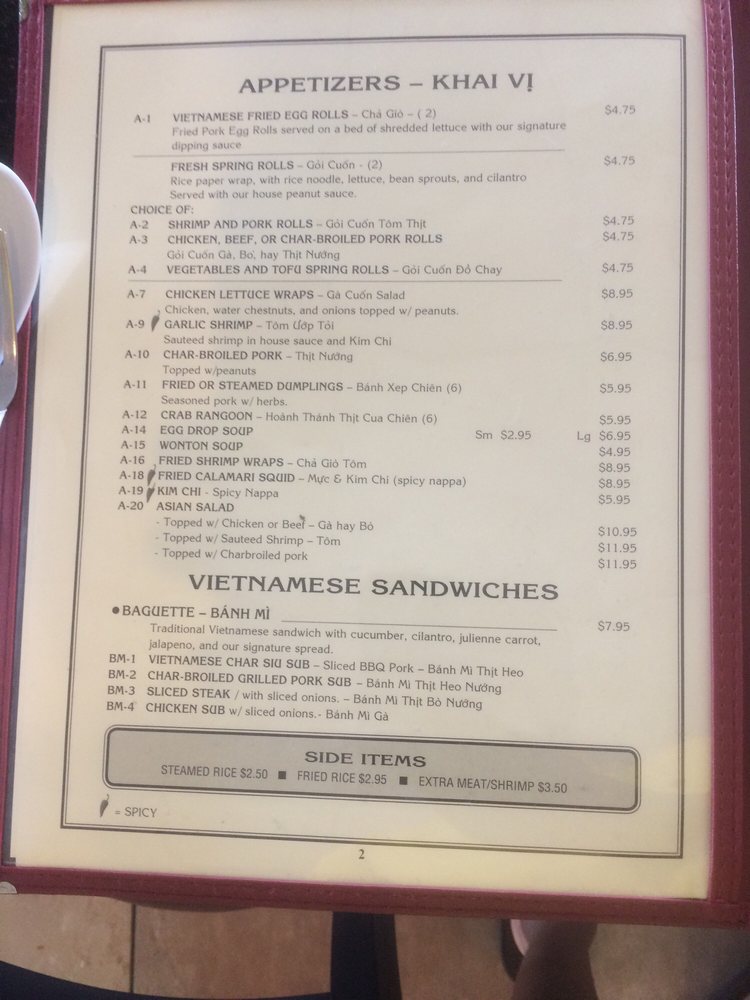 APPETIZERS – KHAI VỊ
A-1 VIETNAMESE FRIED EGG ROLLS – Chả Giò – ( 2) $4.75
Fried Pork Egg Rolls served on a bed of shredded lettuce with our signature
dipping sauce
FRESH SPRING ROLLS – Gỏi Cuốn - (2) $4.75
Rice paper wrap, with rice noodle, lettuce, bean sprouts, and cilantro
Served with our house peanut sauce.
CHOICE OF:
A-2 SHRIMP AND PORK ROLLS – Gỏi Cuốn Tôm Thịt $4.75
A-3 CHICKEN, BEEF, OR CHAR-BROILED PORK ROLLS $4.75
Gỏi Cuốn Gà, Bò, hay Thịt Nướng
A-4 VEGETABLES AND TOFU SPRING ROLLS – Gỏi Cuốn Đồ Chay $4.75
A-7 CHICKEN LETTUCE WRAPS – Gà Cuốn Salad $8.95
Chicken, water chestnuts, and onions topped w/ peanuts.
A-9 GARLIC SHRIMP – Tôm Ướp Tỏi $8.95
Sauteed shrimp in house sauce and Kim Chi
A-10 CHAR-BROILED PORK – Thịt Nướng $6.95
Topped w/peanuts
A-11 FRIED OR STEAMED DUMPLINGS – Bánh Xep Chiên (6) $5.95
Seasoned pork w/ herbs.
A-12 CRAB RANGOON – Hoành Thánh Thịt Cua Chiên (6) $5.95
A-14 EGG DROP SOUP Sm $2.95 Lg $6.95
A-15 WONTON SOUP $4.95
A-16 FRIED SHRIMP WRAPS – Chả Giò Tôm $8.95
A-18 FRIED CALAMARI SQUID – Mực & Kim Chi (spicy nappa) $8.95
A-19 KIM CHI - Spicy Nappa $5.95
A-20 ASIAN SALAD
- Topped w/ Chicken or Beef – Gà hay Bò $10.95
- Topped w/ Sauteed Shrimp – Tôm $11.95
- Topped w/ Charbroiled pork $11.95
VIETNAMESE SANDWICHES
●BAGUETTE – BÁNH MÌ $7.95
Traditional Vietnamese sandwich with cucumber, cilantro, julienne carrot,
jalapeno, and our signature spread.
BM-1 VIETNAMESE CHAR SIU SUB – Sliced BBQ Pork – Bánh Mì Thịt Heo
BM-2 CHAR-BROILED GRILLED PORK SUB – Bánh Mì Thịt Heo Nướng
BM-3 SLICED STEAK / with sliced onions. – Bánh Mì Thịt Bò Nướng
BM-4 CHICKEN SUB w/ sliced onions.- Bánh Mì Gà
SIDE ITEMS
STEAMED RICE $2.50 ■ FRIED RICE $2.95 ■ EXTRA MEAT/SHRIMP $3.50
= SPICY
2